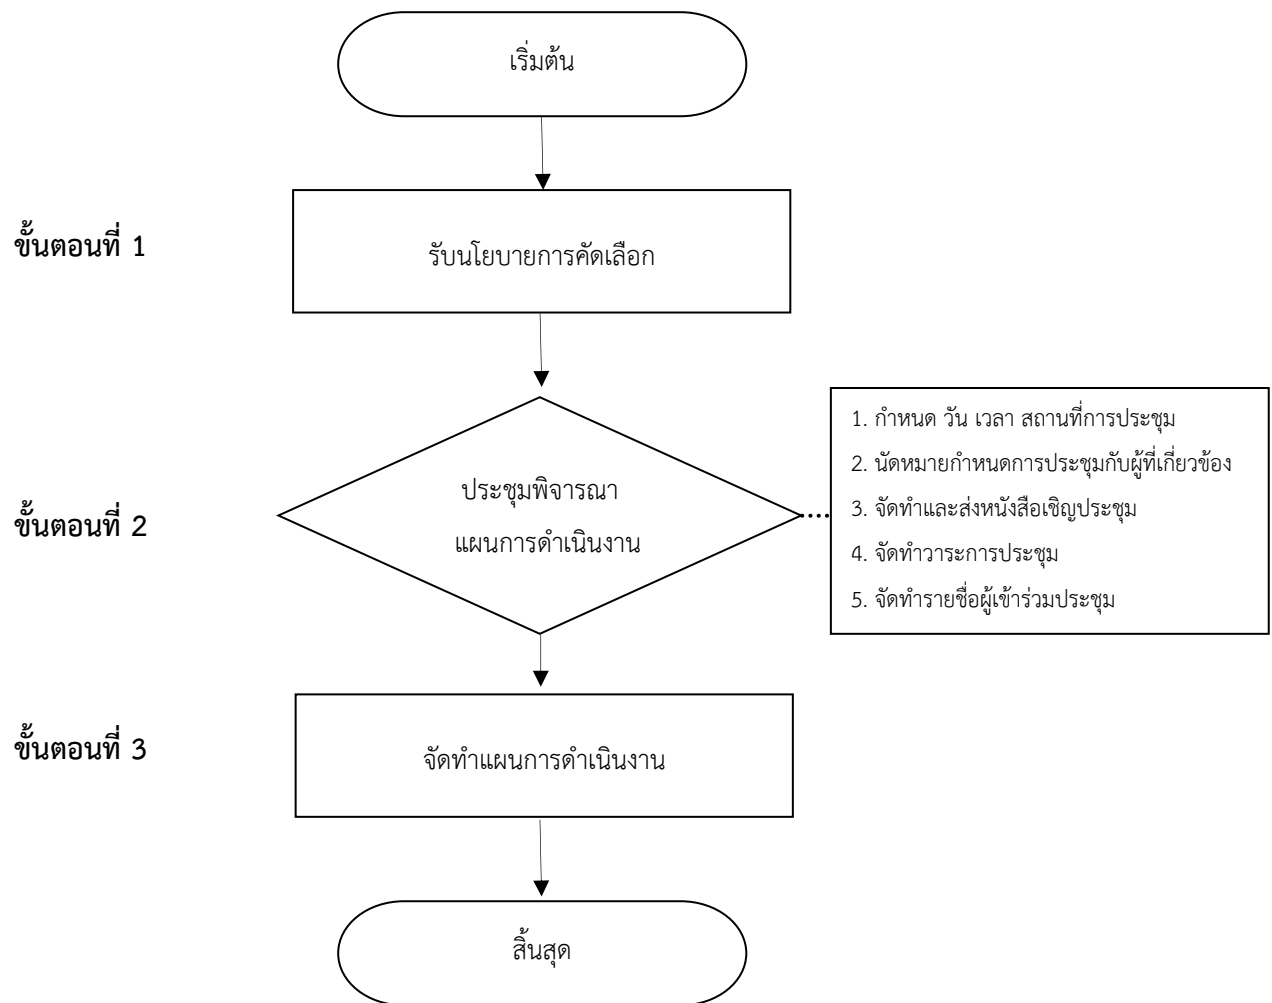 เริ่มต้น
ขั้นตอนที่ 1
รับนโยบายการคัดเลือก
ขั้นตอนที่ 2
ประชุมพิจารณา
แผนการดำเนินงาน
1. กำหนด วัน เวลา สถานที่การประชุม
2. นัดหมายกำหนดการประชุมกับผู้ที่เกี่ยวข้อง
3. จัดทำและส่งหนังสือเชิญประชุม
4. จัดทำวาระการประชุม
5. จัดทำรายชื่อผู้เข้าร่วมประชุม
ขั้นตอนที่ 3
จัดทำแผนการดำเนินงาน
สิ้นสุด